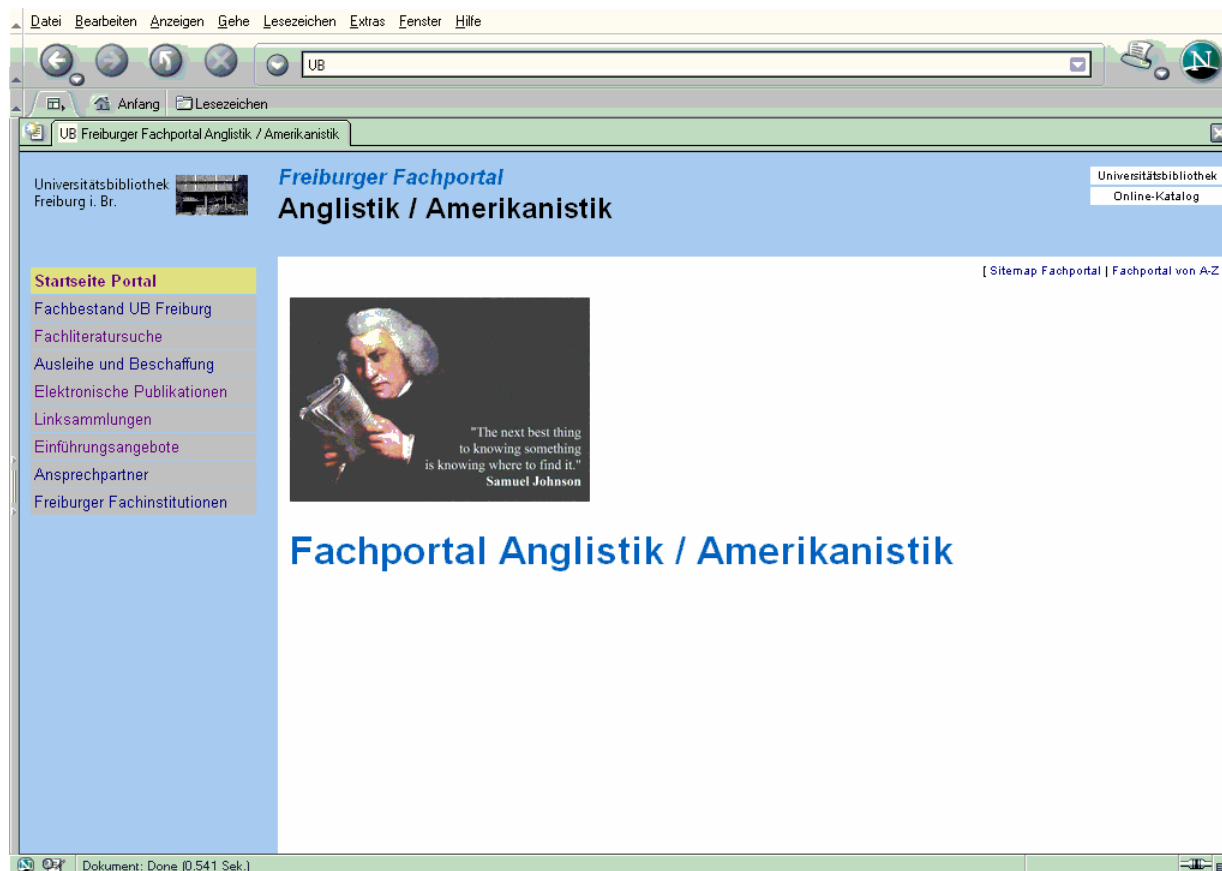 Datei Bearbeiten Anzeigen Gehe Lesezeichen Extras Fenster Hilfe
UB
N
Anfang Lesezeichen
UB Freiburger Fachportal Anglistik / Amerikanistik
Universitätsbibliothek
Freiburg i. Br.
Freiburger Fachportal
Anglistik / Amerikanistik
Universitätsbibliothek
Online-Katalog
[ Sitemap Fachportal | Fachportal von A-Z
Startseite Portal
Fachbestand UB Freiburg
Fachliteratursuche
Ausleihe und Beschaffung
Elektronische Publikationen
Linksammlungen
Einführungsangebote
Ansprechpartner
Freiburger Fachinstitutionen
"The next best thing
to knowing something
is knowing where to find it."
Samuel Johnson
Fachportal Anglistik / Amerikanistik
Dokument: Done (0.541 Sek.)